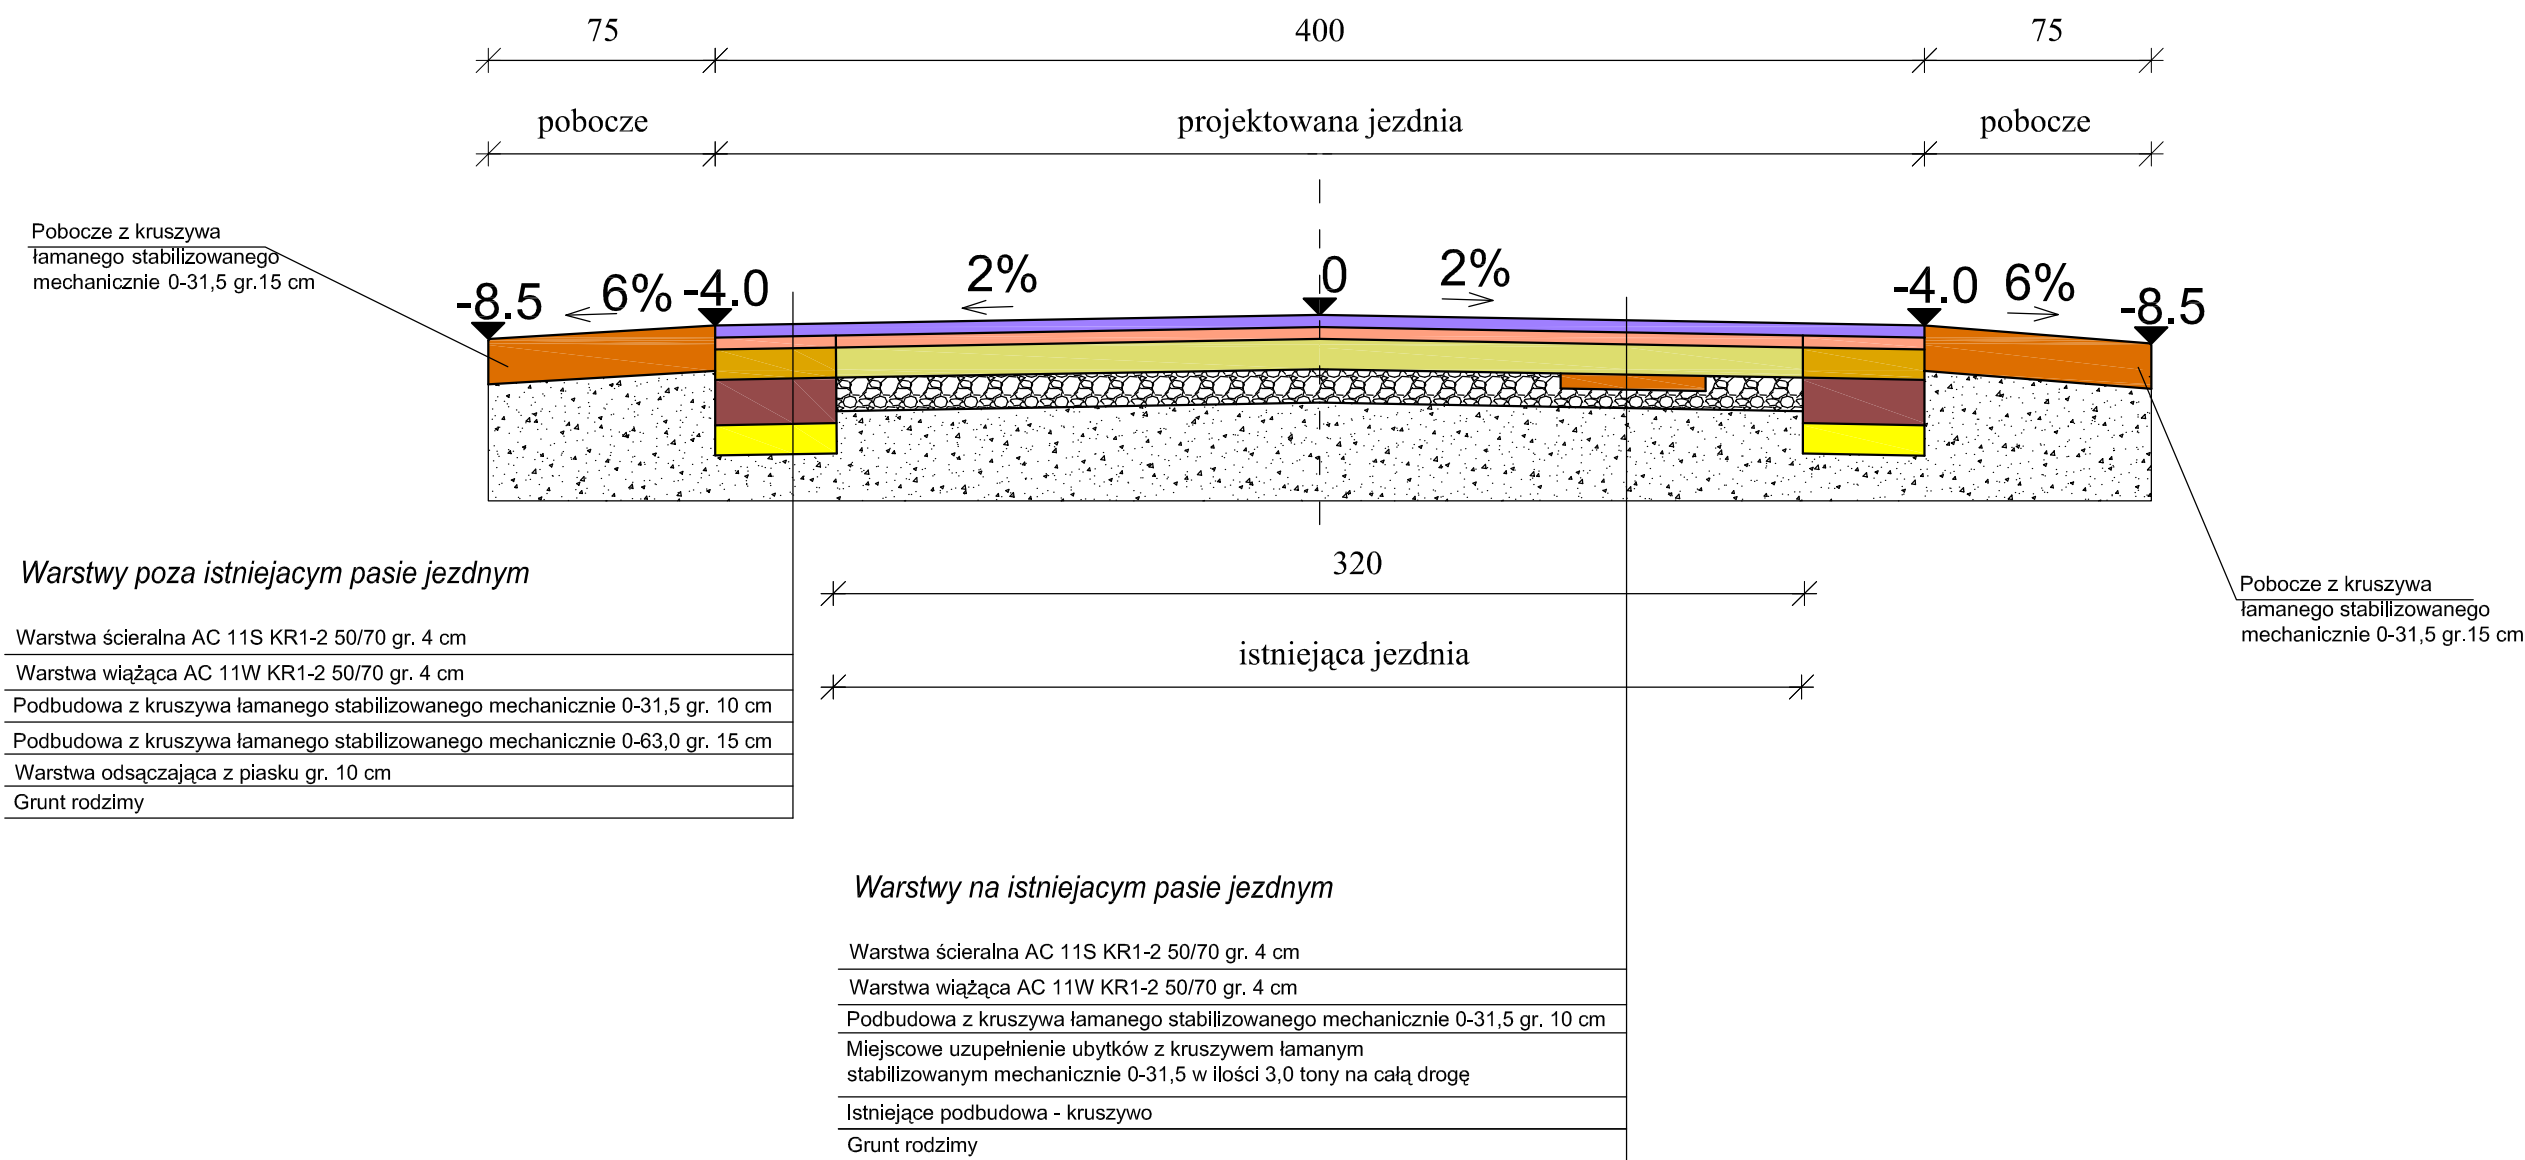 75 400 75
pobocze projektowana jezdnia pobocze
Pobocze z kruszywa
łamanego stabilizowanego
mechanicznie 0-31,5 gr.15 cm
-8.5 6% -4.0 2% 0 2% -4.0 6% -8.5
320
istniejąca jezdnia
Pobocze z kruszywa
łamanego stabilizowanego
mechanicznie 0-31,5 gr.15 cm
Warstwy poza istniejacym pasie jezdnym
Warstwa ścieralna AC 11S KR1-2 50/70 gr. 4 cm
Warstwa wiążąca AC 11W KR1-2 50/70 gr. 4 cm
Podbudowa z kruszywa łamanego stabilizowanego mechanicznie 0-31,5 gr. 10 cm
Podbudowa z kruszywa łamanego stabilizowanego mechanicznie 0-63,0 gr. 15 cm
Warstwa odsączająca z piasku gr. 10 cm
Grunt rodzimy
Warstwy na istniejacym pasie jezdnym
Warstwa ścieralna AC 11S KR1-2 50/70 gr. 4 cm
Warstwa wiążąca AC 11W KR1-2 50/70 gr. 4 cm
Podbudowa z kruszywa łamanego stabilizowanego mechanicznie 0-31,5 gr. 10 cm
Miejscowe uzupełnienie ubytków z kruszywem łamanym
stabilizowanym mechanicznie 0-31,5 w ilości 3,0 tony na całą drogę
Istniejące podbudowa - kruszywo
Grunt rodzimy